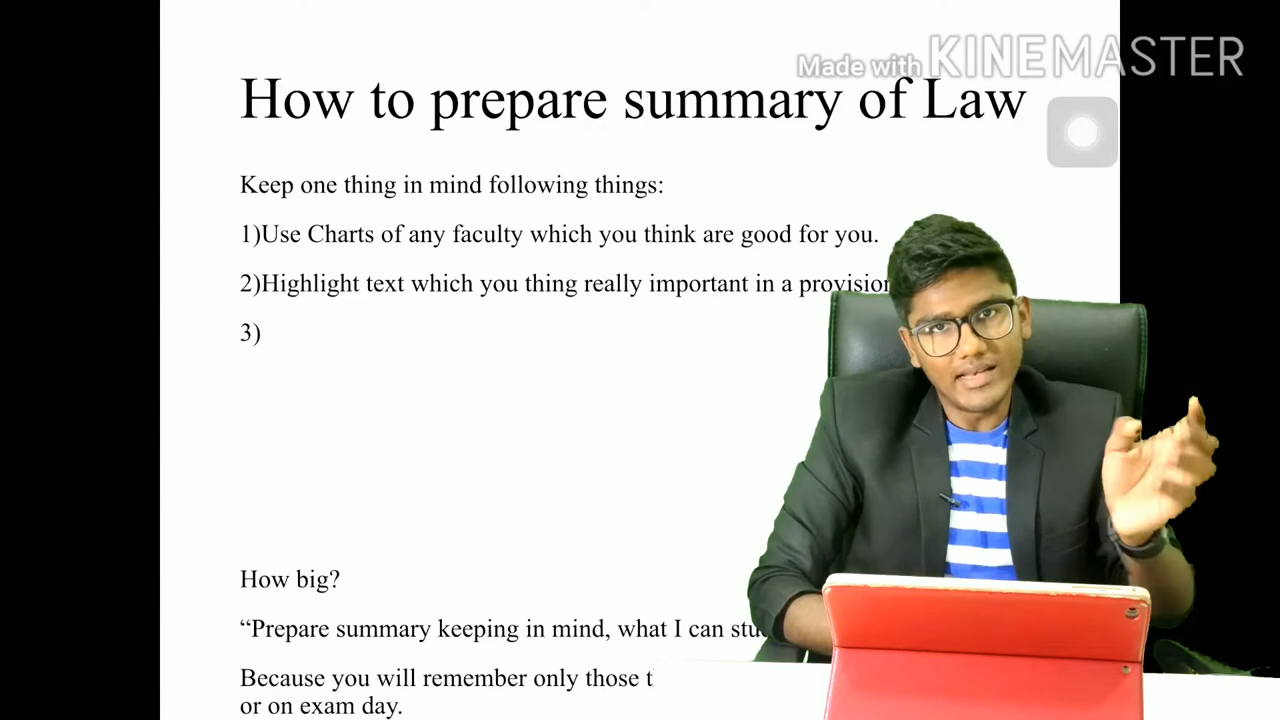 Made with KINEMASTER
How to prepare summary of Law
Keep one thing in mind following things:
1)Use Charts of any faculty which you think are good for you.
2)Highlight text which you thing really important in a provision
3)
How big?
“Prepare summary keeping in mind, what I can
Because you will remember only those
or on exam day.